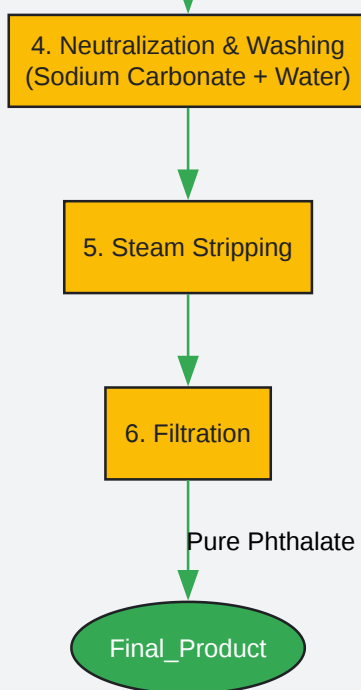 4. Neutralization & Washing
(Sodium Carbonate + Water)
5. Steam Stripping
6. Filtration
Pure Phthalate
Final_Product